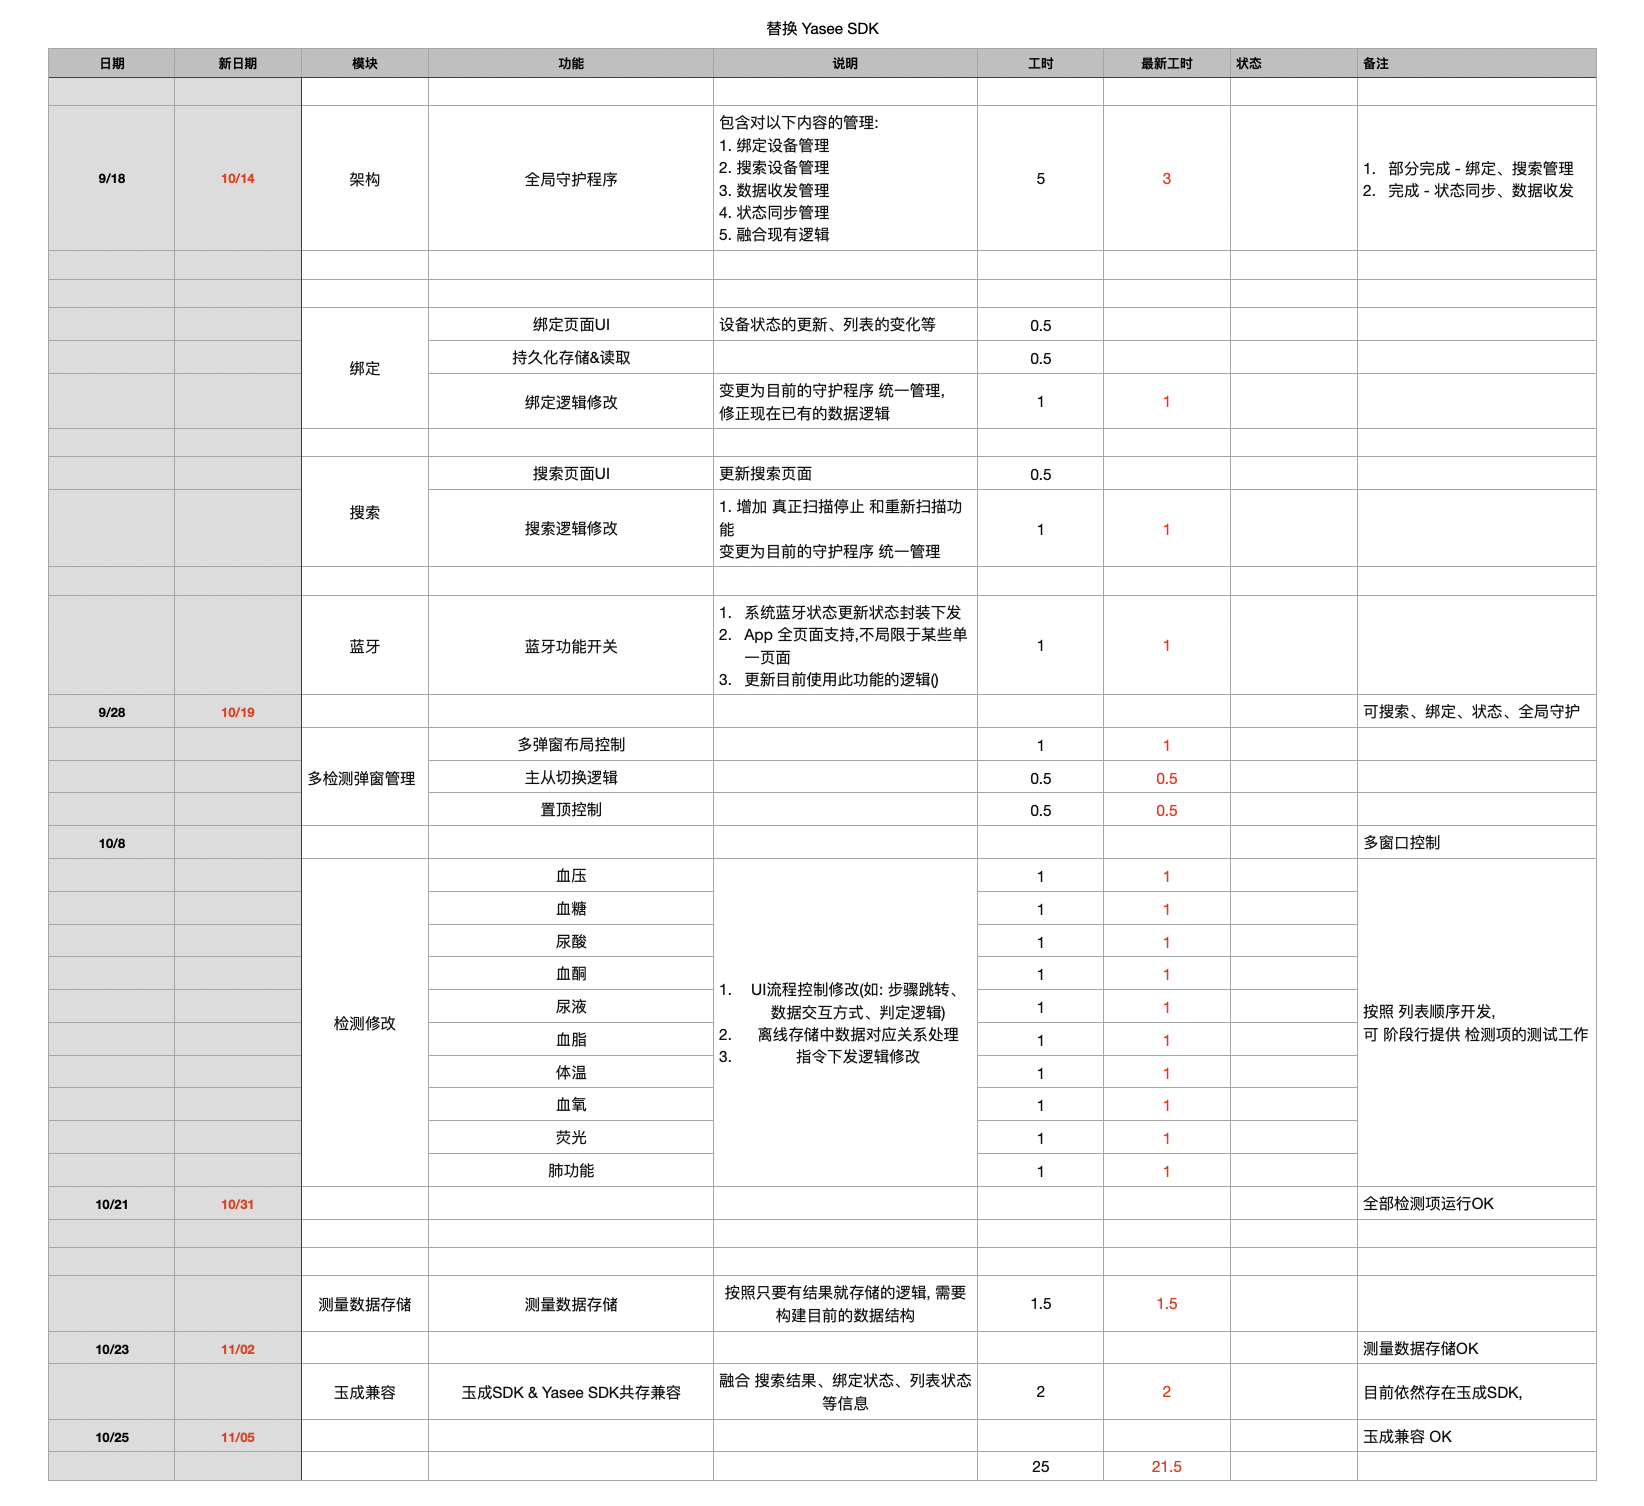 替换 Yasee SDK
日期 新日期 模块 功能 说明 工时 最新工时 状态 备注
9/18 10/14 架构 全局守护程序
包含对以下内容的管理:
1. 绑定设备管理
2. 搜索设备管理
3. 数据收发管理
4. 状态同步管理
5. 融合现有逻辑
5 3
1. 部分完成 - 绑定、搜索管理
2. 完成 - 状态同步、数据收发
绑定
绑定页面UI 设备状态的更新、列表的变化等 0.5
持久化存储&读取 0.5
绑定逻辑修改
变更为目前的守护程序 统一管理,
修正现在已有的数据逻辑
1 1
搜索
搜索页面UI 更新搜索页面 0.5
搜索逻辑修改
1. 增加 真正扫描停止 和重新扫描功
能
变更为目前的守护程序 统一管理
1 1
蓝牙 蓝牙功能开关
1. 系统蓝牙状态更新状态封装下发
2. App 全页面支持,不局限于某些单
一页面
3. 更新目前使用此功能的逻辑()
1 1
9/28 10/19 可搜索、绑定、状态、全局守护
多检测弹窗管理
多弹窗布局控制 1 1
主从切换逻辑 0.5 0.5
置顶控制 0.5 0.5
10/8 多窗口控制
检测修改
血压 1 1
血糖 1 1
尿酸 1 1
血酮 1 1
尿液 1 1
血脂 1 1
体温 1 1
血氧 1 1
荧光 1 1
肺功能 1 1
1. UI流程控制修改(如: 步骤跳转、
数据交互方式、判定逻辑)
2. 离线存储中数据对应关系处理
3. 指令下发逻辑修改
按照 列表顺序开发,
可 阶段行提供 检测项的测试工作
10/21 10/31 全部检测项运行OK
测量数据存储 测量数据存储
按照只要有结果就存储的逻辑, 需要
构建目前的数据结构
1.5 1.5
10/23 11/02 测量数据存储OK
玉成兼容 玉成SDK & Yasee SDK共存兼容
融合 搜索结果、绑定状态、列表状态
等信息
2 2 目前依然存在玉成SDK,
10/25 11/05 玉成兼容 OK
25 21.5